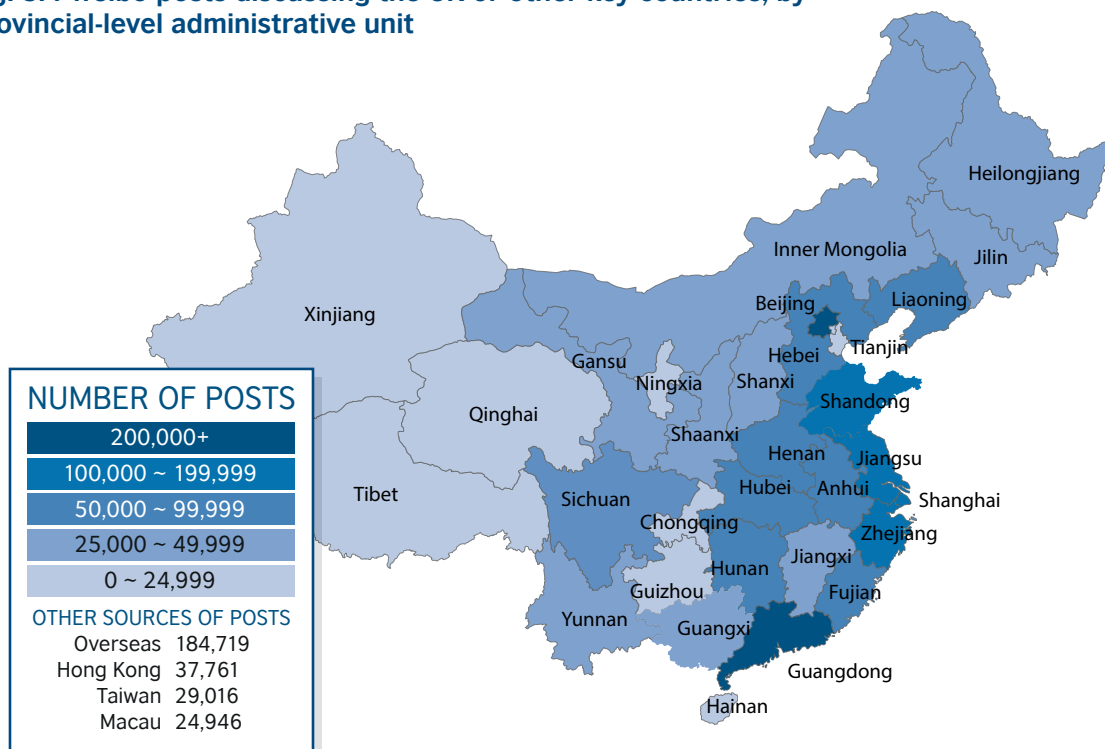 ovincial-level administrative unit
Heilongjiang
Inner Mongolia
Jilin
Beijing
Liaoning
Xinjiang
Tianjin
Hebei
Gansu
Ningxia
Shanxi
Qinghai
Shandong
Shaanxi
Henan
Jiangsu
Tibet
Sichuan
Hubei
Anhui
Shanghai
Chongqing
Zhejiang
Jiangxi
Hunan
Guizhou
Fujian
Yunnan
Guangxi
Guangdong
Hainan
NUMBER OF POSTS
200,000+
100,000 ~ 199,999
50,000 ~ 99,999
25,000 ~ 49,999
0 ~ 24,999
OTHER SOURCES OF POSTS
Overseas 184,719
Hong Kong 37,761
Taiwan 29,016
Macau 24,946